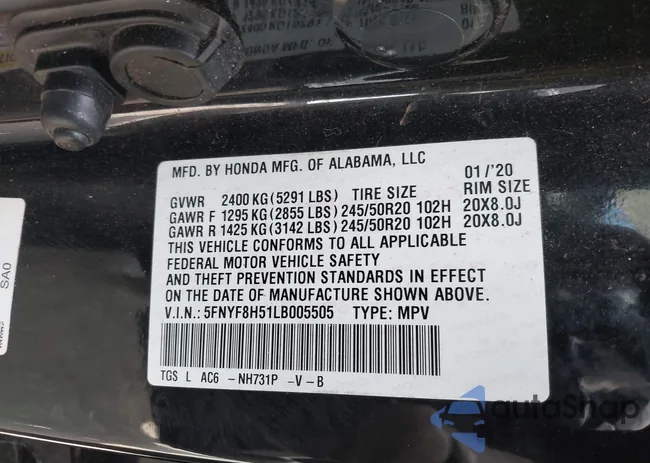 MFD. BY HONDA MFG. OF ALABAMA, LLC 01/'20
GVWR 2400 KG (5291 LBS) TIRE SIZE RIM SIZE
GAWR F 1295 KG (2855 LBS) 245/50R20 102H 20X8.0J
GAWR R 1425 KG (3142 LBS) 245/50R20 102H 20X8.0J
THIS VEHICLE CONFORMS TO ALL APPLICABLE
FEDERAL MOTOR VEHICLE SAFETY
AND THEFT PREVENTION STANDARDS IN EFFECT
ON THE DATE OF MANUFACTURE SHOWN ABOVE.
V.I.N.: 5FNYF8H51LB005505 TYPE: MPV
TGS L AC6 -NH731P -V-B
SA0
autoSnap